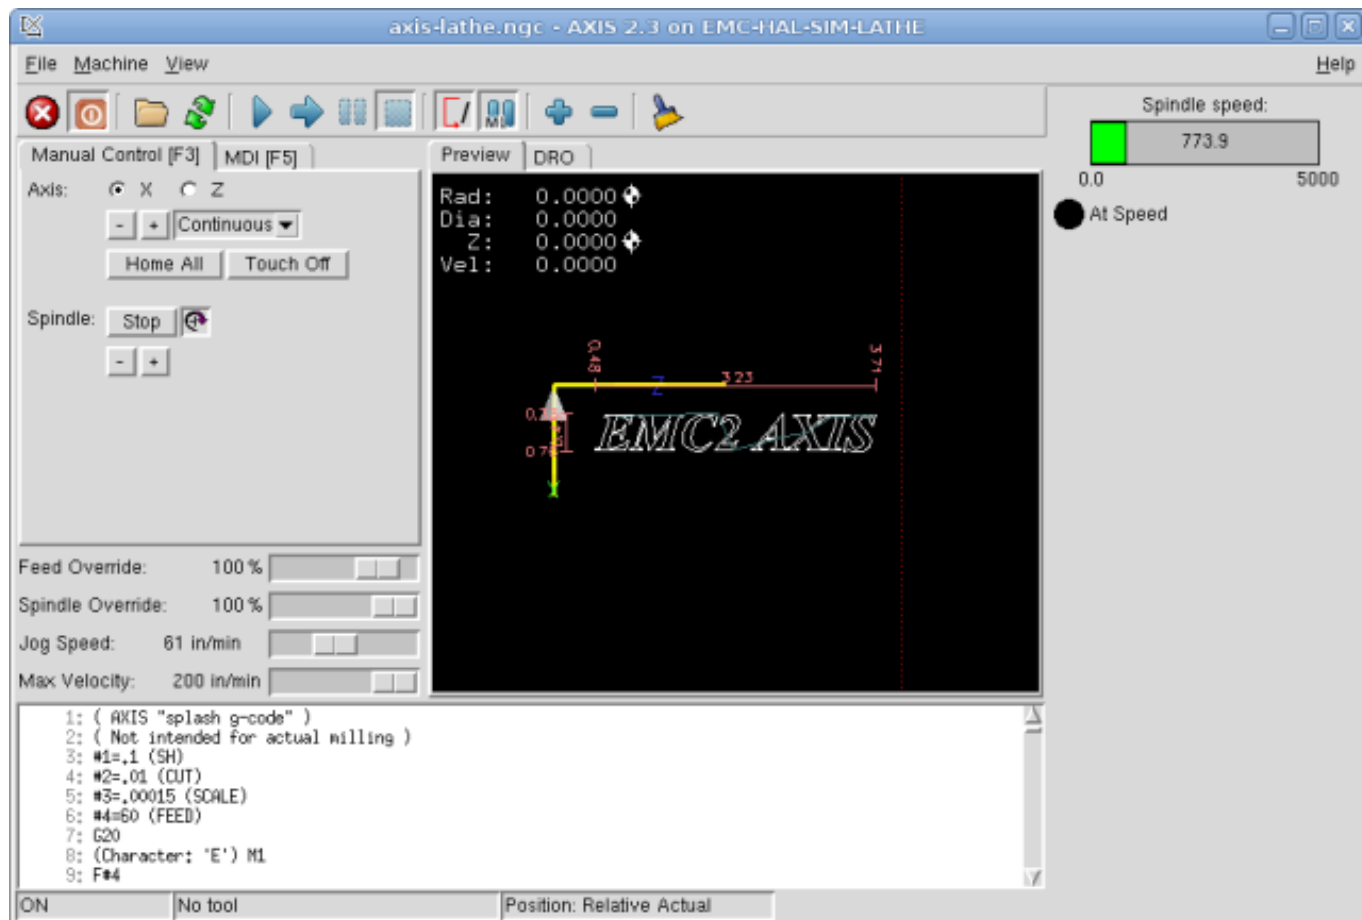 axis-lathe.ngc - AXIS 2.3 on EMC-HAL-SIM-LATHE
File Machine View Help
Manual Control [F3] MDI [F5]
Axis: X Z
- + Continuous
Home All Touch Off
Spindle: Stop
- +
Feed Override: 100 %
Spindle Override: 100 %
Jog Speed: 61 in/min
Max Velocity: 200 in/min
Preview DRO
Rad: 0.0000
Dia: 0.0000
Z: 0.0000
Vel: 0.0000
0.48 3.23 3.71
Z
EMC2 AXIS
X
Spindle speed:
773.9
0.0 5000
At Speed
1: ( AXIS "splash g-code" )
2: ( Not intended for actual milling )
3: #1=.1 (SH)
4: #2=.01 (CUT)
5: #3=.00015 (SCALE)
6: #4=60 (FEED)
7: G20
8: (Character: 'E') M1
9: F#4
ON No tool Position: Relative Actual